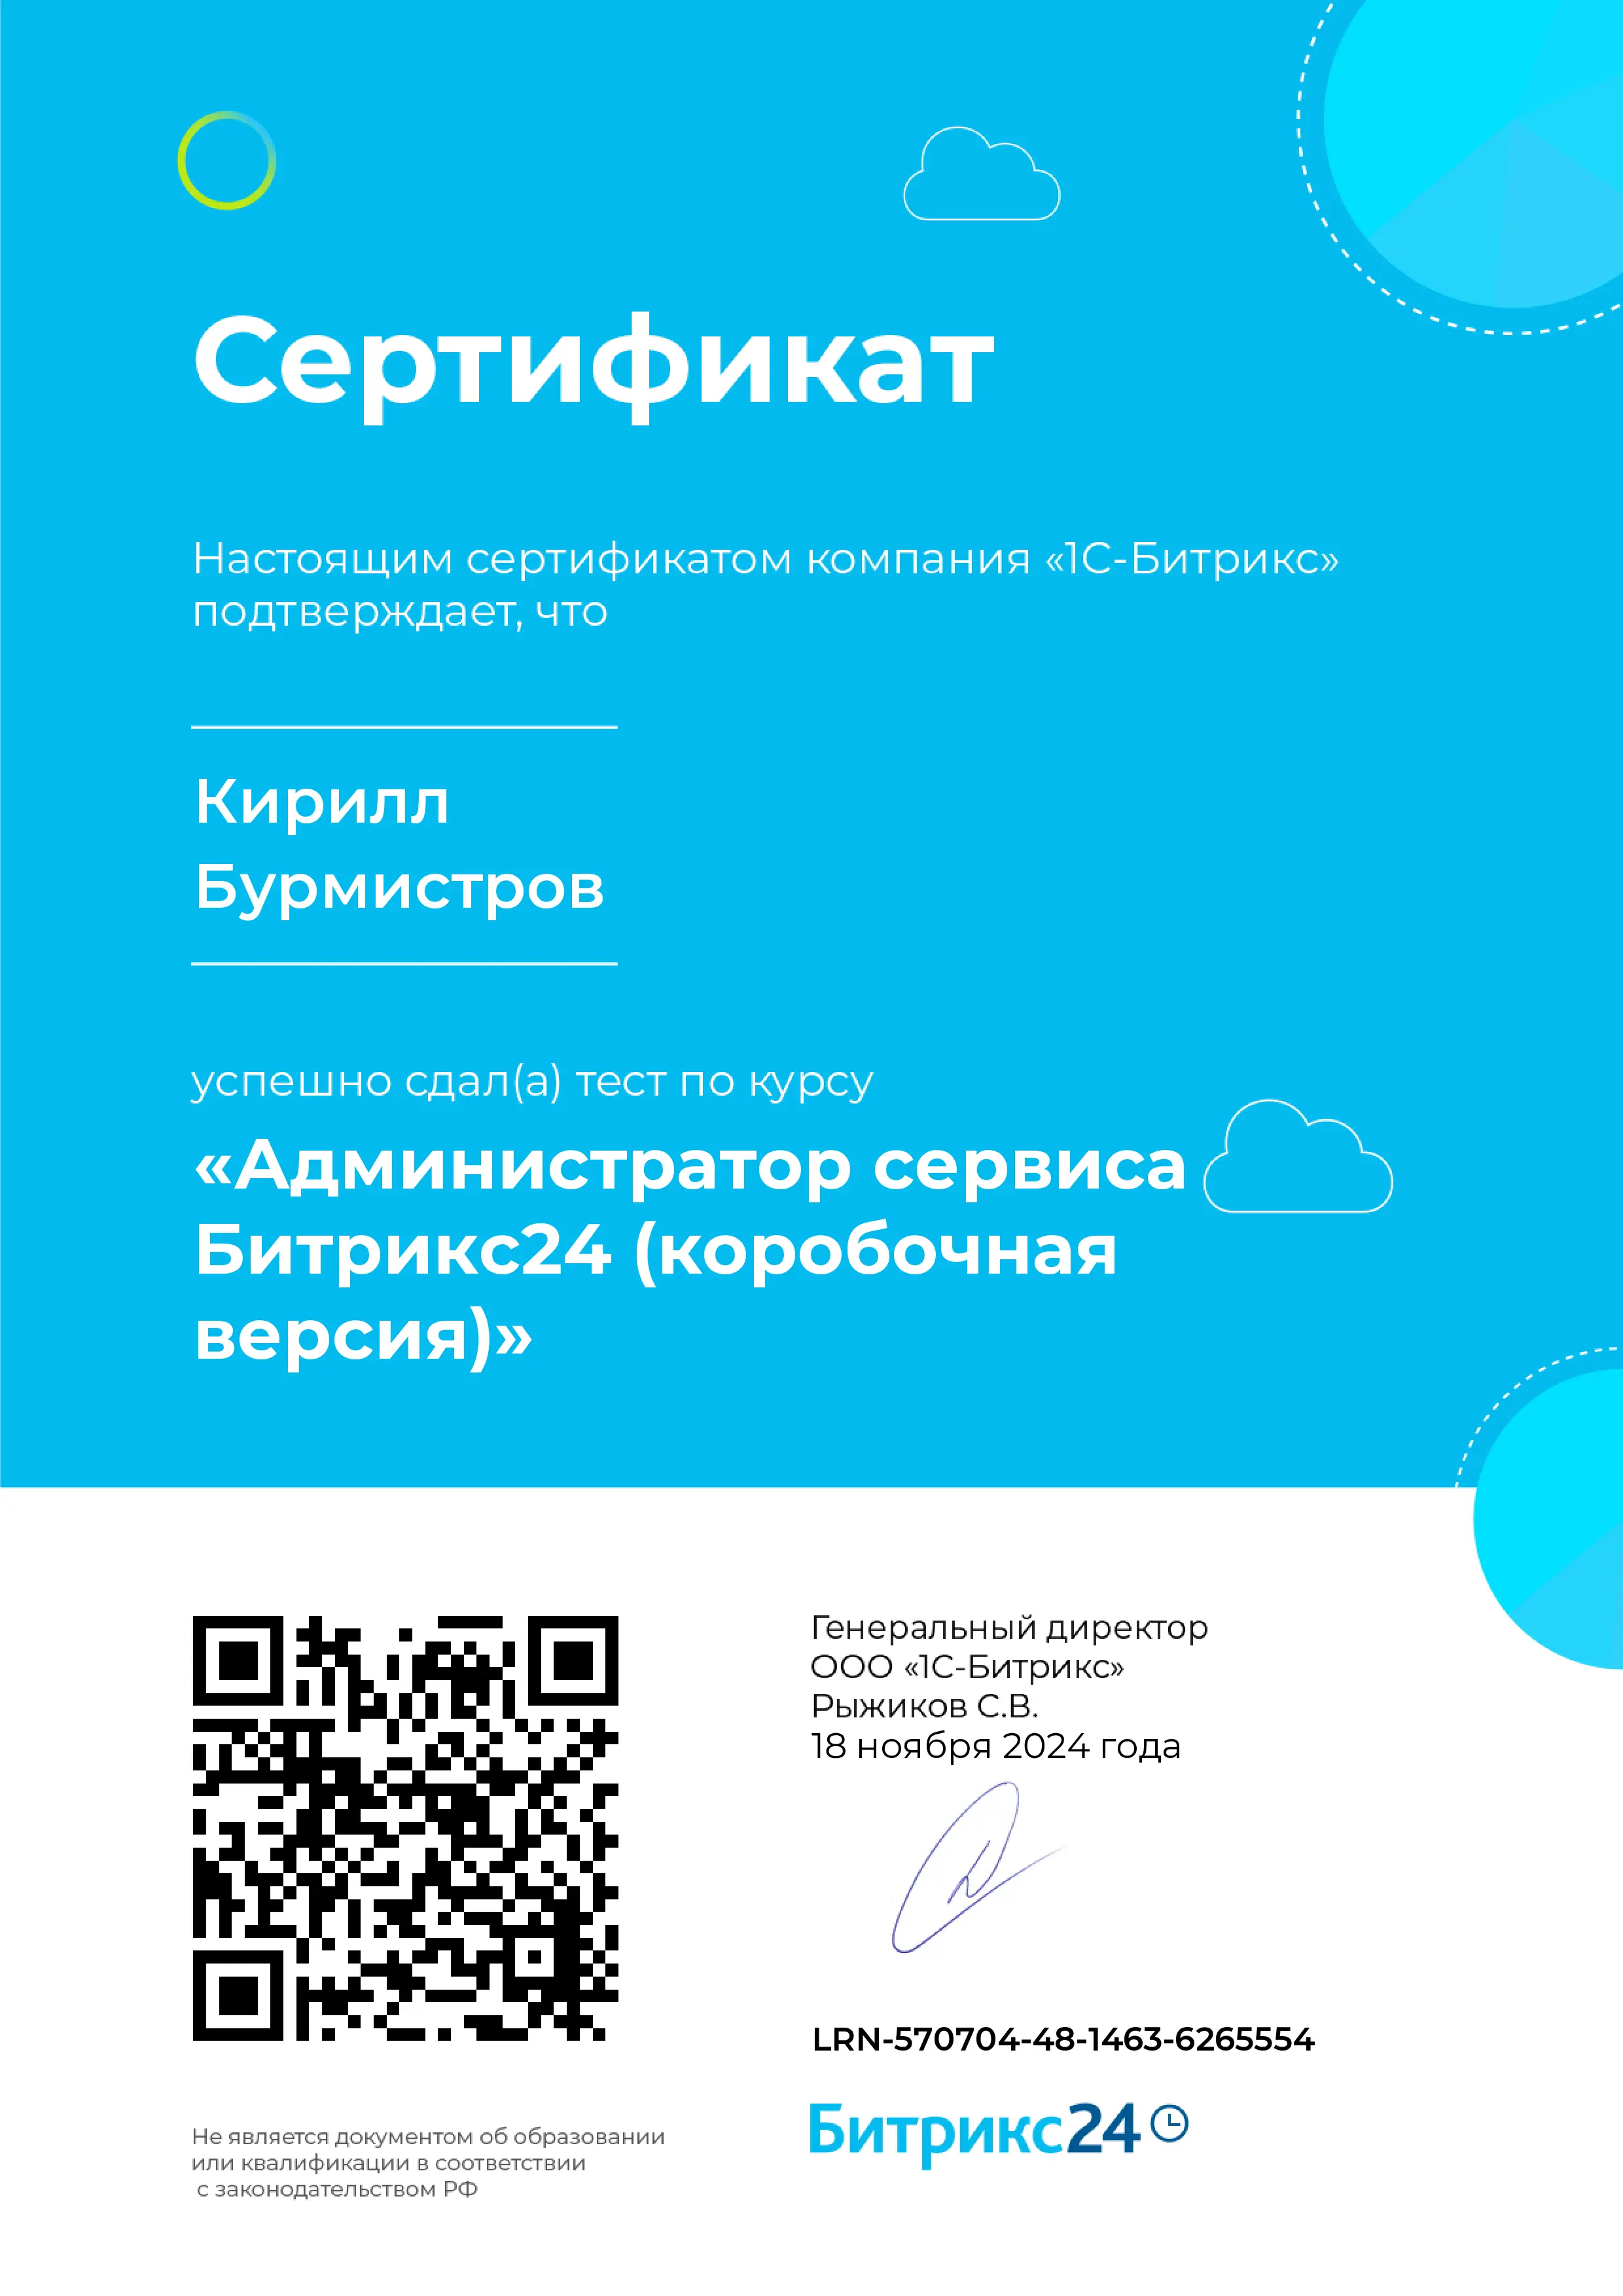 Сертификат
Настоящим сертификатом компания «1С-Битрикс»
подтверждает, что
Кирилл
Бурмистров
успешно сдал(а) тест по курсу
«Администратор сервиса
Битрикс24 (коробочная
версия)»
Генеральный директор
ООО «1С-Битрикс»
Рыжиков С.В.
18 ноября 2024 года
LRN-570704-48-1463-6265554
Битрикс24
Не является документом об образовании
или квалификации в соответствии
с законодательством РФ